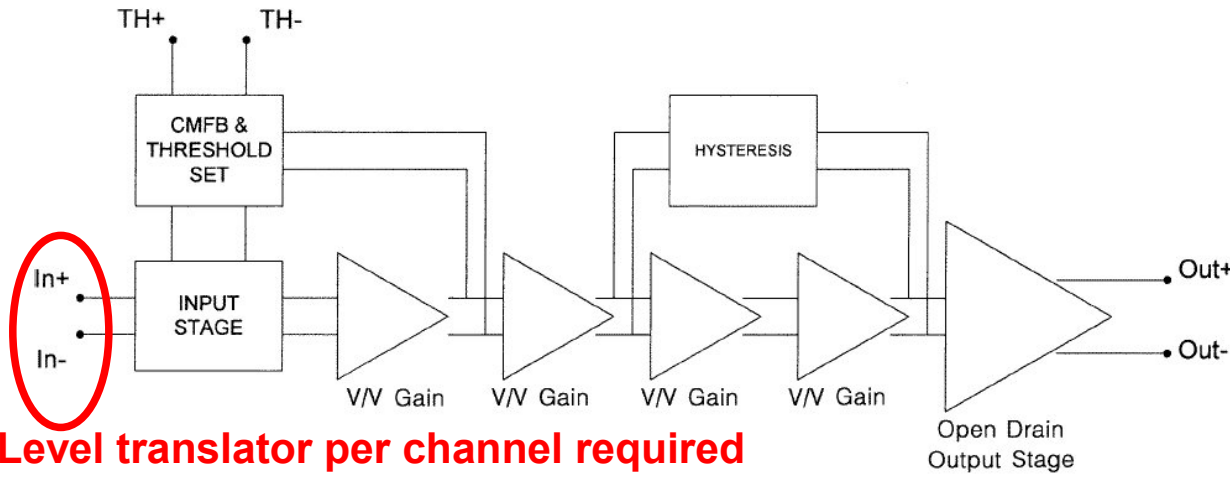 TH+ TH-
CMFB &
THRESHOLD
SET
HYSTERESIS
In+
In-
INPUT
STAGE
V/V Gain V/V Gain V/V Gain V/V Gain
Out+
Out-
Open Drain
Output Stage
Level translator per channel required